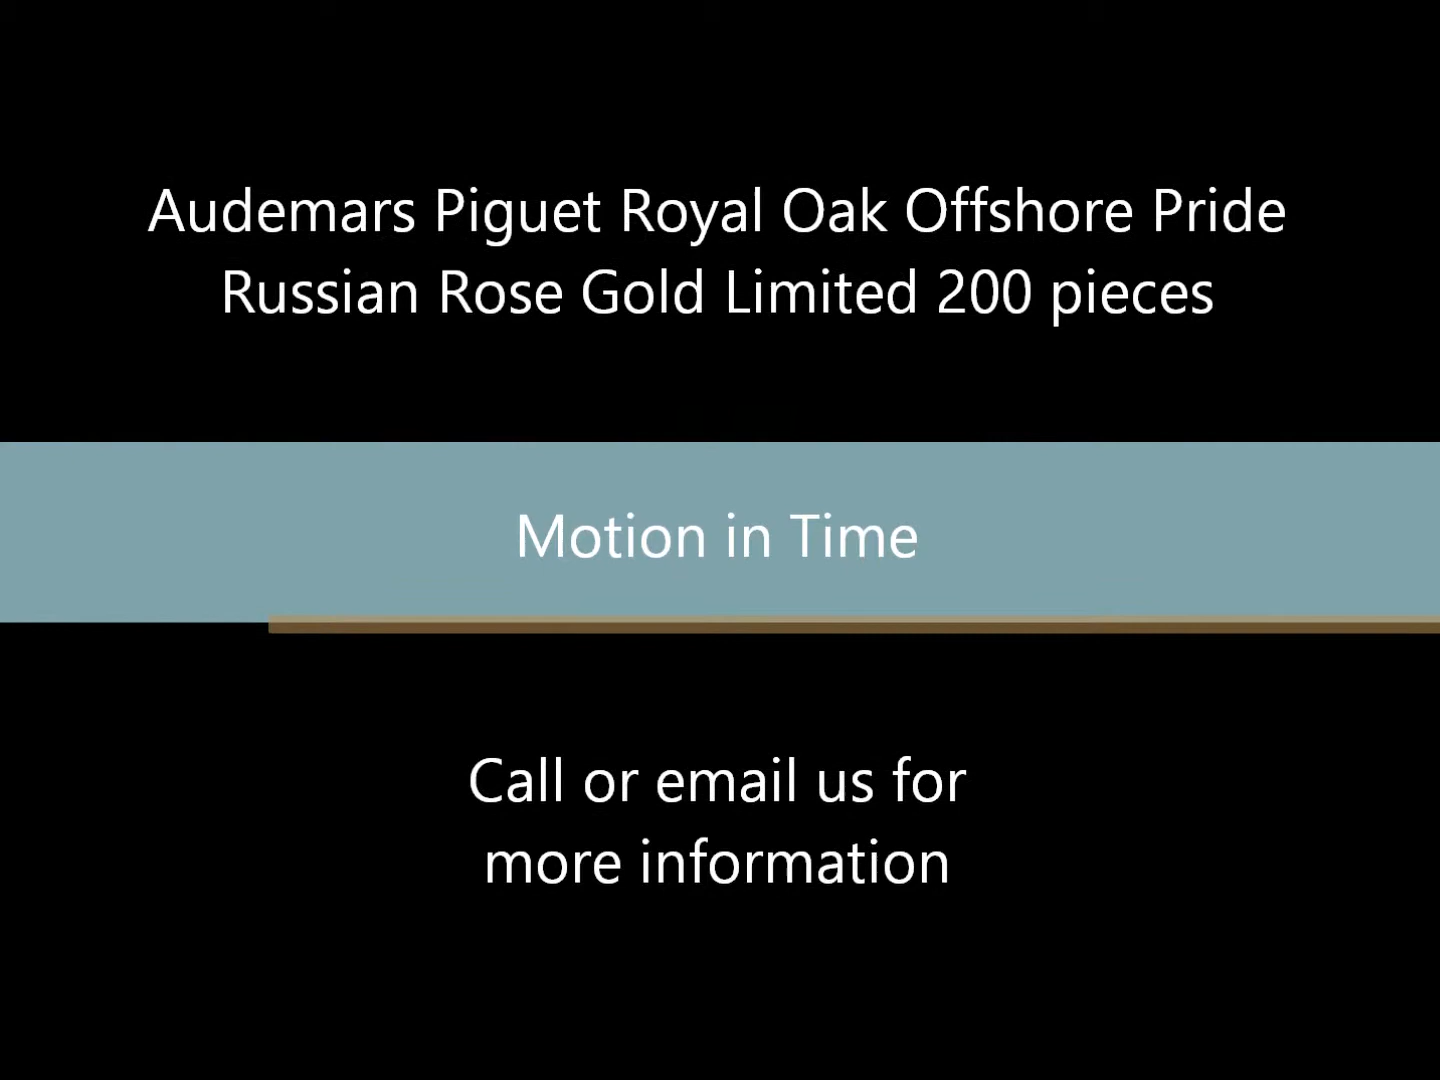 Audemars Piguet Royal Oak Offshore Pride
Russian Rose Gold Limited 200 pieces
Motion in Time
Call or email us for
more information